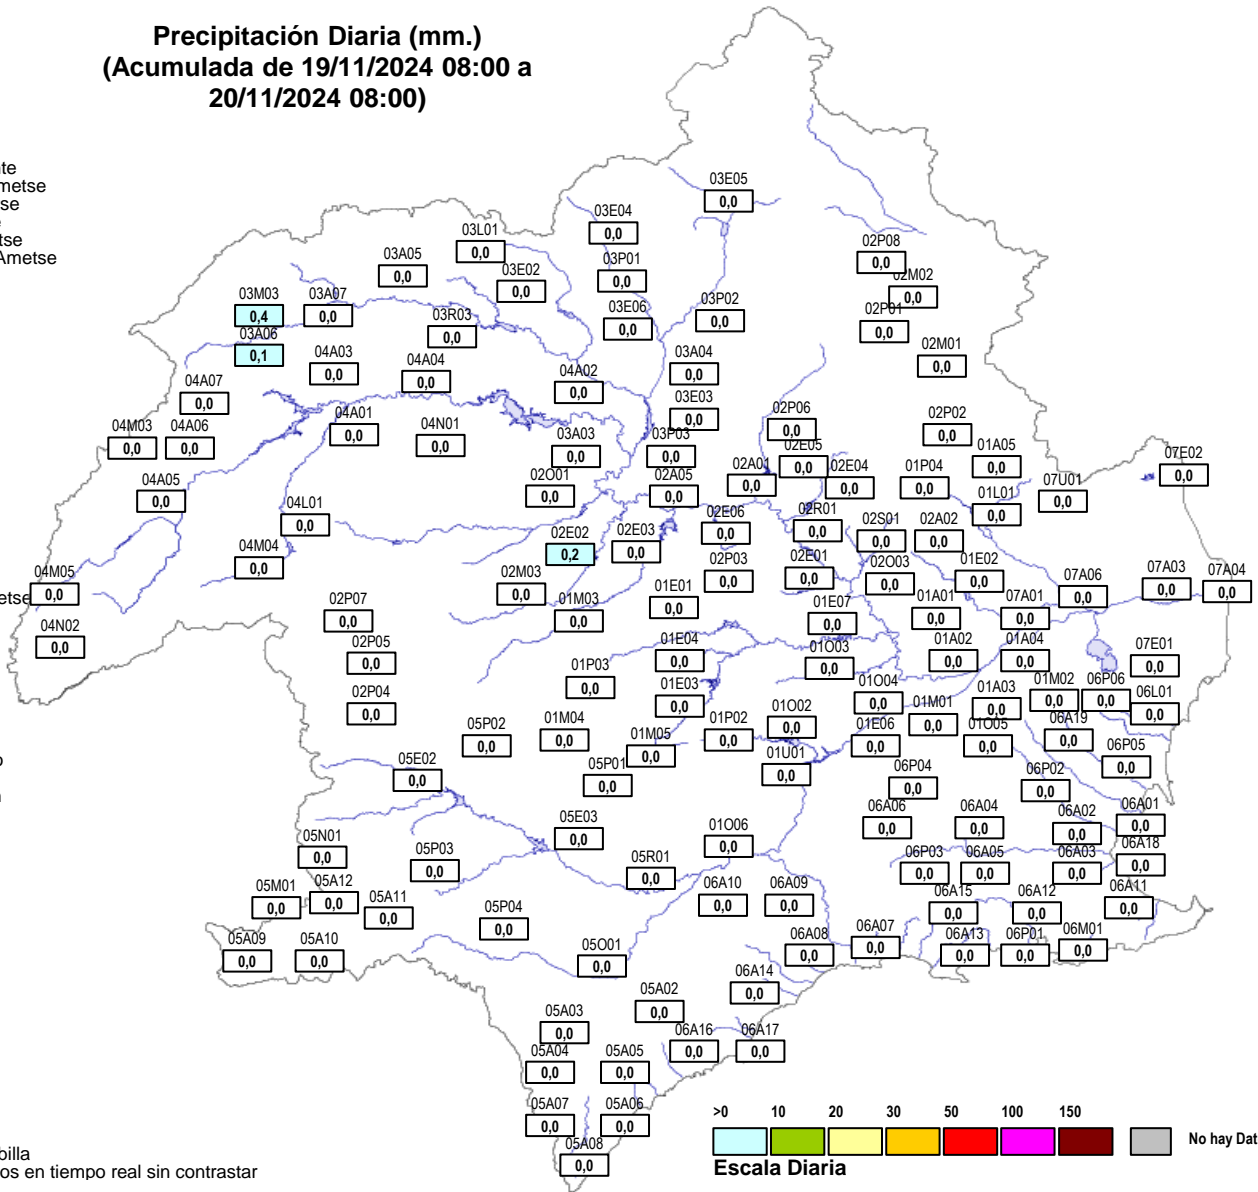 Precipitación Diaria (mm.)
(Acumulada de 19/11/2024 08:00 a
20/11/2024 08:00)
03E05
0,0
03E04
0,0
03L01
0,0
03A05
0,0
03E02
0,0
03P01
0,0
02P08
0,0
02M02
0,0
03M03
0,4
03A07
0,0
03R03
0,0
03E06
0,0
03P02
0,0
02P01
0,0
03A06
0,1
04A03
0,0
04A04
0,0
04A02
0,0
03A04
0,0
02M01
0,0
04A07
0,0
03E03
0,0
04M03
0,0
04A06
0,0
04A01
0,0
04N01
0,0
03A03
0,0
03P03
0,0
02P06
0,0
02E05
0,0
02P02
0,0
01A05
0,0
07E02
0,0
04A05
0,0
02O01
0,0
02A05
0,0
02A01
0,0
02E04
0,0
01P04
0,0
01L01
0,0
07U01
0,0
04L01
0,0
02E02
0,2
02E03
0,0
02E06
0,0
02R01
0,0
02S01
0,0
02A02
0,0
04M04
0,0
04M05
0,0
02M03
0,0
01M03
0,0
01E01
0,0
02P03
0,0
02E01
0,0
02O03
0,0
01E02
0,0
07A06
0,0
07A03
0,0
07A04
0,0
04N02
0,0
02P07
0,0
01E07
0,0
01A01
0,0
07A01
0,0
02P05
0,0
01E04
0,0
01O03
0,0
01A02
0,0
01A04
0,0
07E01
0,0
02P04
0,0
01P03
0,0
01E03
0,0
01O04
0,0
01M01
0,0
01A03
0,0
01M02
0,0
06P06
0,0
06L01
0,0
05P02
0,0
01M04
0,0
01M05
0,0
01P02
0,0
01O02
0,0
01E06
0,0
01O05
0,0
06A19
0,0
06P05
0,0
05E02
0,0
05P01
0,0
01U01
0,0
06P04
0,0
06P02
0,0
05E03
0,0
01O06
0,0
06A06
0,0
06A04
0,0
06A02
0,0
06A01
0,0
05N01
0,0
05P03
0,0
05R01
0,0
06P03
0,0
06A05
0,0
06A03
0,0
06A18
0,0
05M01
0,0
05A12
0,0
05A11
0,0
05P04
0,0
06A10
0,0
06A09
0,0
06A15
0,0
06A12
0,0
06A11
0,0
05A09
0,0
05A10
0,0
05O01
0,0
06A08
0,0
06A07
0,0
06A13
0,0
06P01
0,0
06M01
0,0
05A02
0,0
06A14
0,0
05A03
0,0
06A16
0,0
06A17
0,0
05A04
0,0
05A05
0,0
05A07
0,0
05A06
0,0
05A08
0,0
>0 10 20 30 50 100 150
No hay Dat
Escala Diaria
nte
metse
tse
Ametse
etse
billa
os en tiempo real sin contrastar